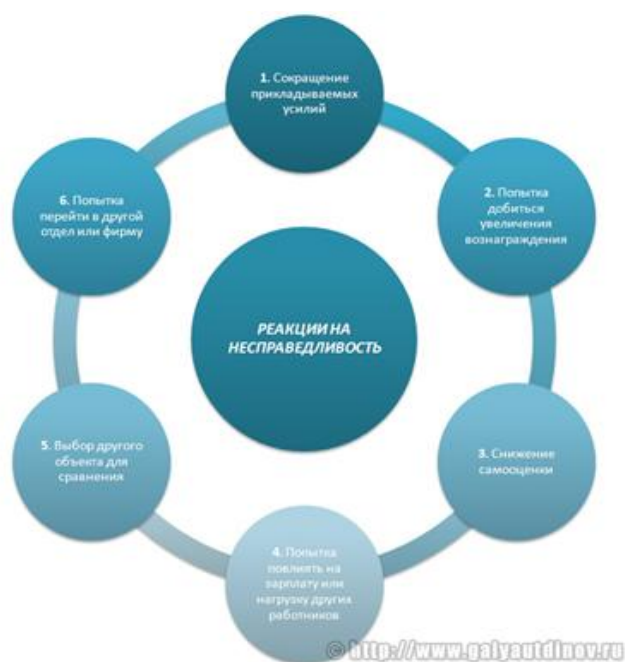 1. Сокращение
прикладываемых
усилий
2. Попытка
добиться
увеличения
вознаграждения
3. Снижение
самооценки
4. Попытка
повлиять на
зарплату или
нагрузку других
работников
5. Выбор другого
объекта для
сравнения
6. Попытка
перейти в другой
отдел или фирму
РЕАКЦИИ НА
НЕСПРАВЕДЛИВОСТЬ
© http://www.galyautdinov.ru